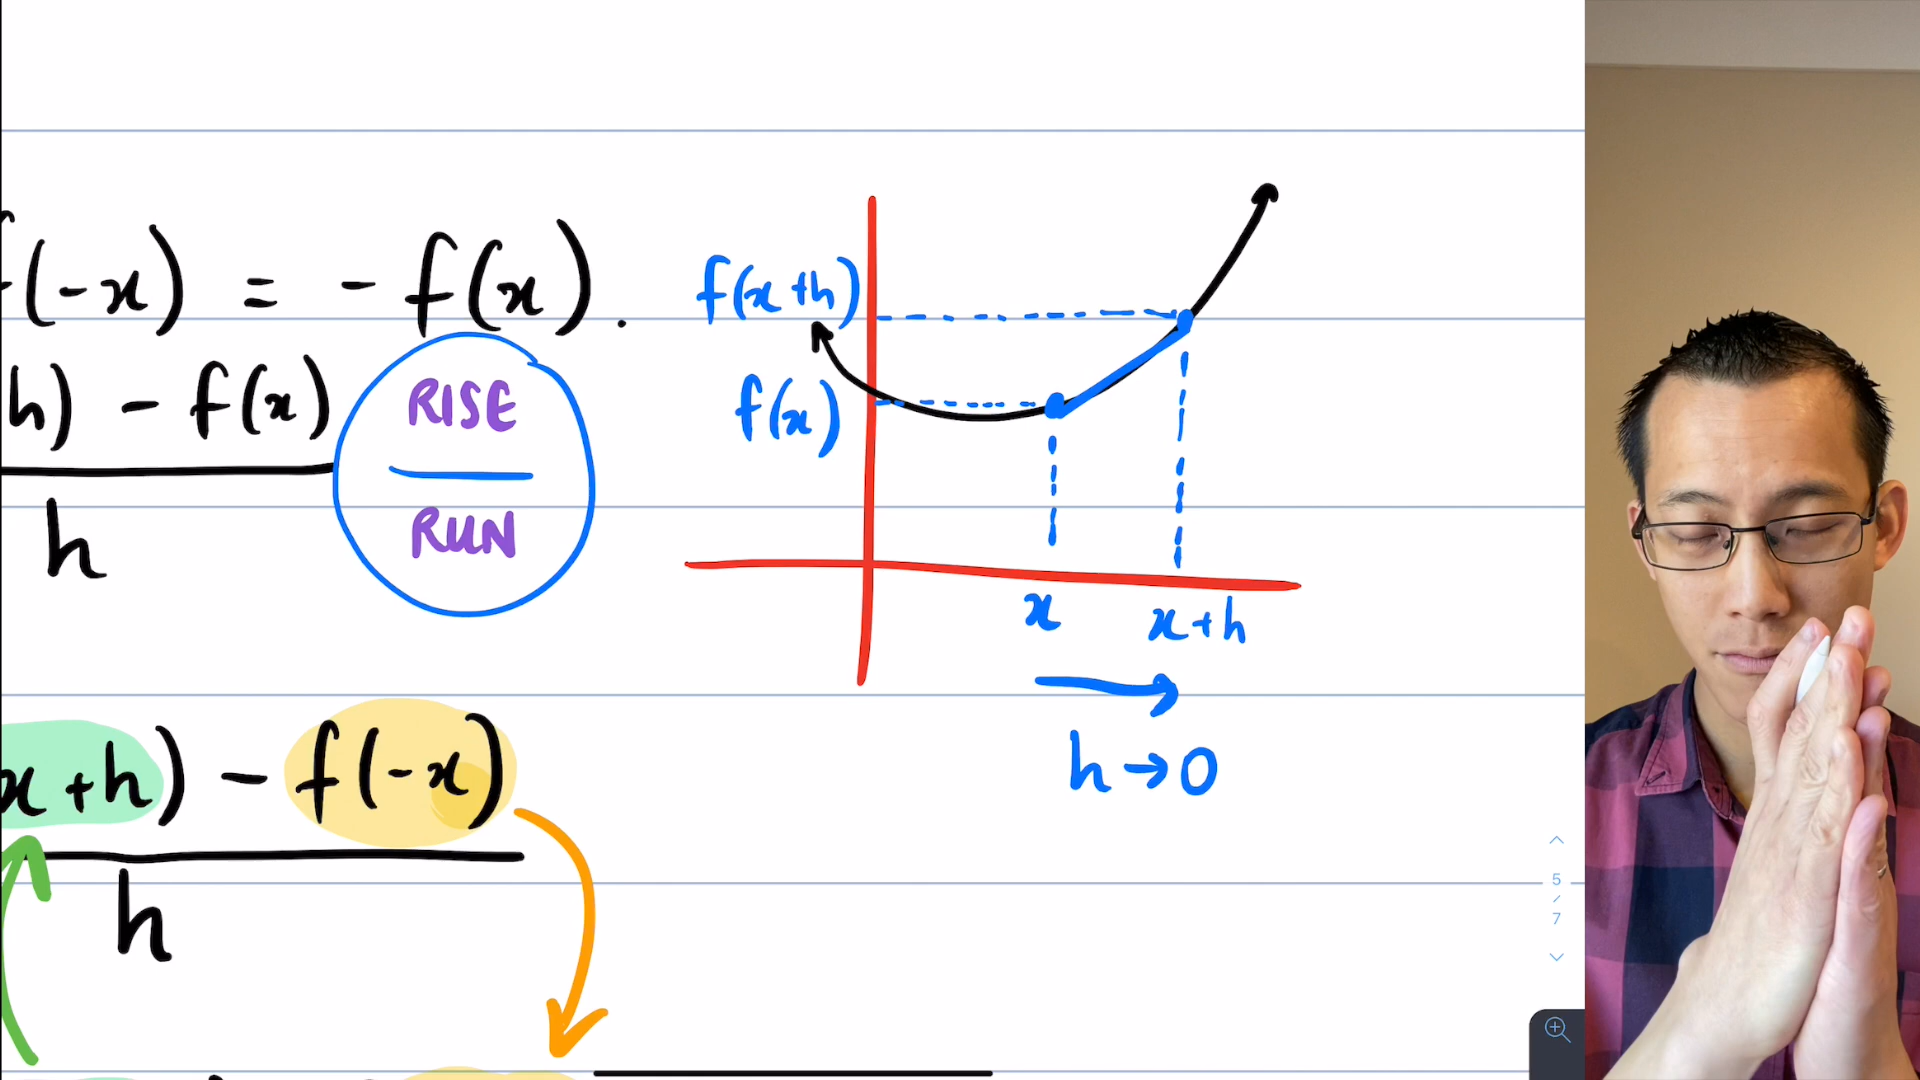 f(-x) = -f(x).
h) - f(x)
h
RISE
RUN
f(x+h)
f(x)
x
x+h
h→0
x+h) - f(-x)
h
5
/
7